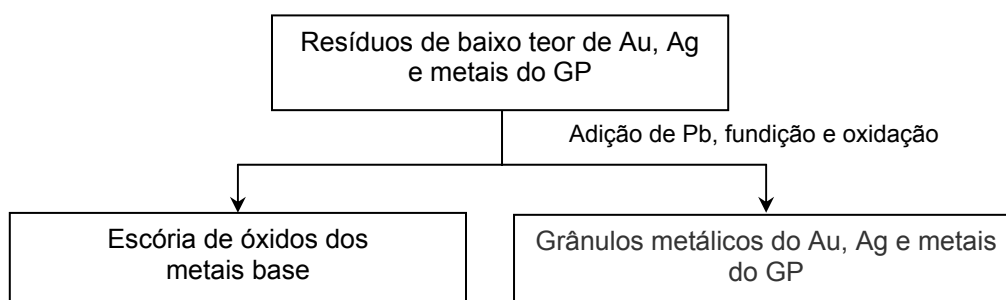 Resíduos de baixo teor de Au, Ag
e metais do GP
Adição de Pb, fundição e oxidação
Escória de óxidos dos
metais base
Grânulos metálicos do Au, Ag e metais
do GP